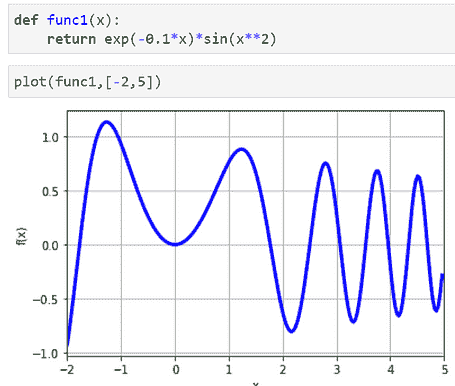 def func1(x):
    return exp(-0.1*x)*sin(x**2)
plot(func1,[-2,5])
1.0
0.5
0.0
-0.5
-1.0
f(x)
-2 -1 0 1 2 3 4 5